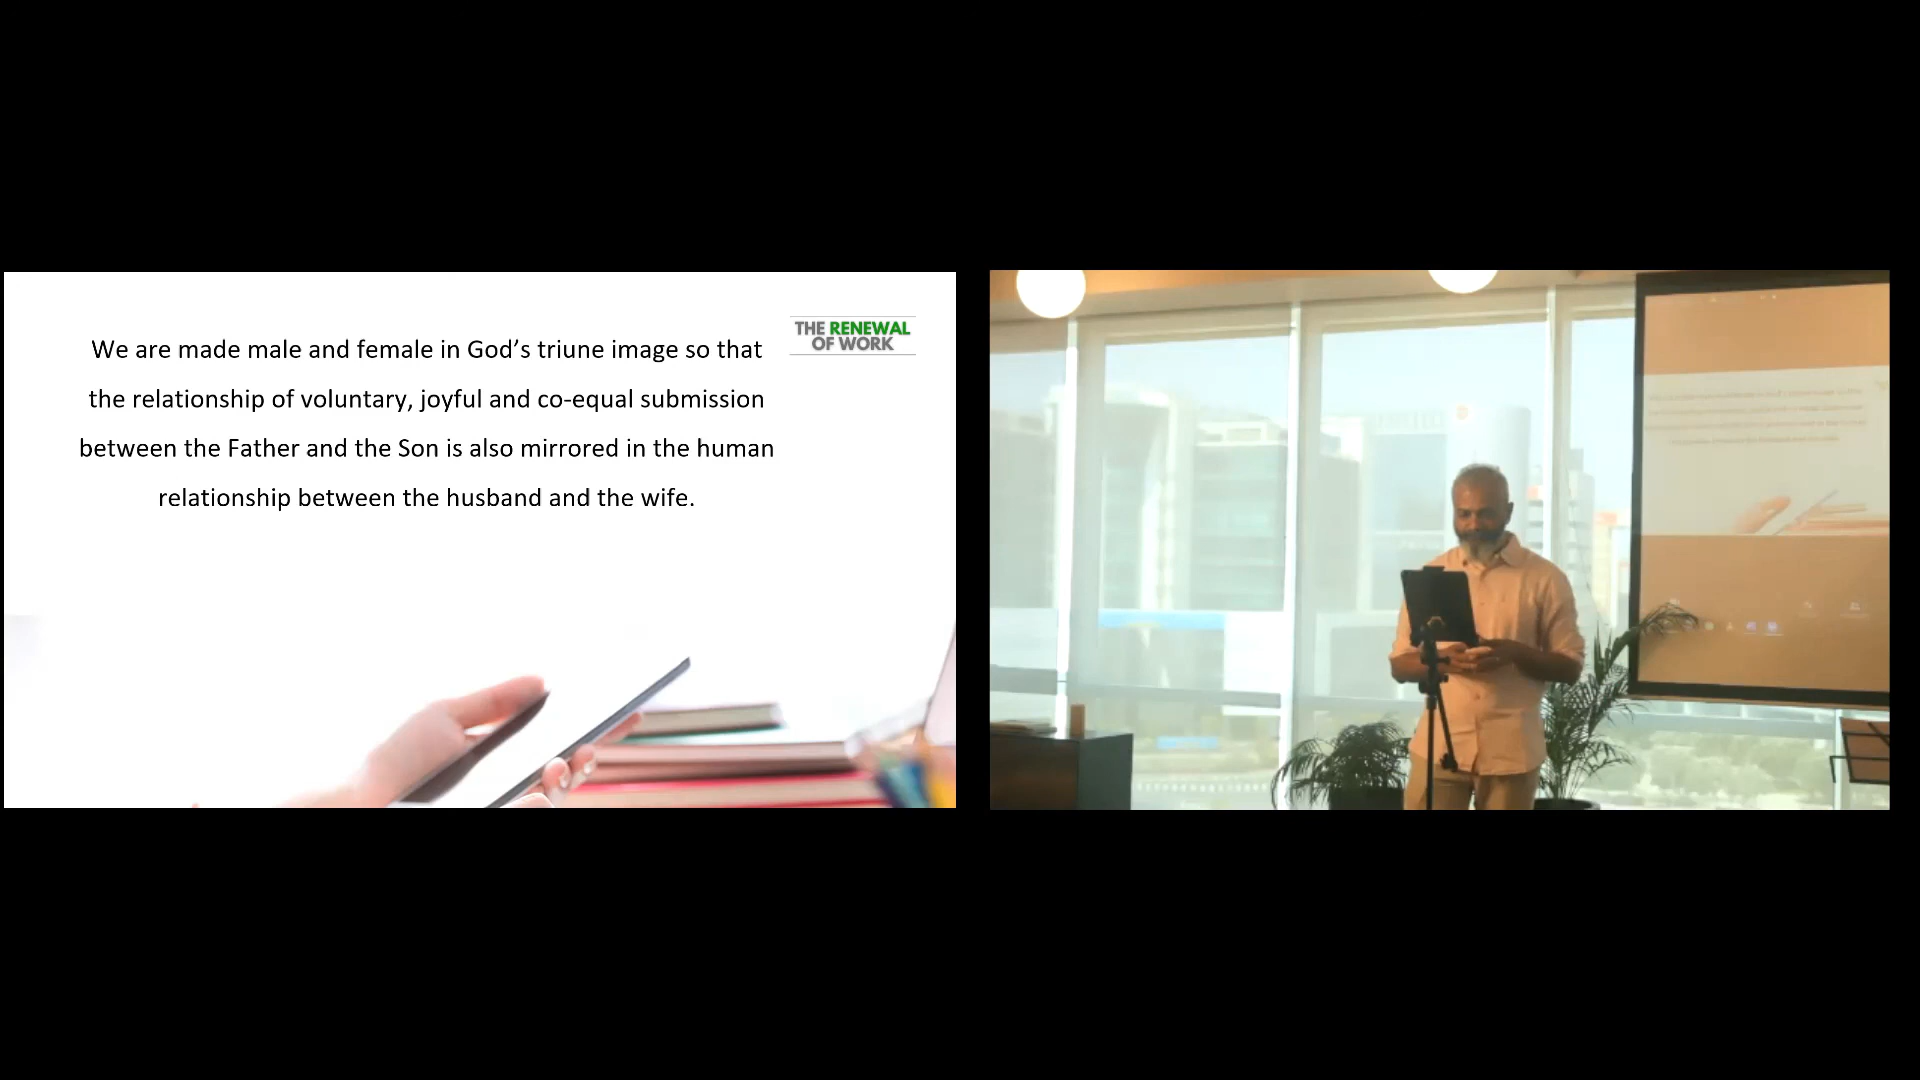 We are made male and female in God’s triune image so that
the relationship of voluntary, joyful and co-equal submission
between the Father and the Son is also mirrored in the human
relationship between the husband and the wife.
THE RENEWAL
OF WORK